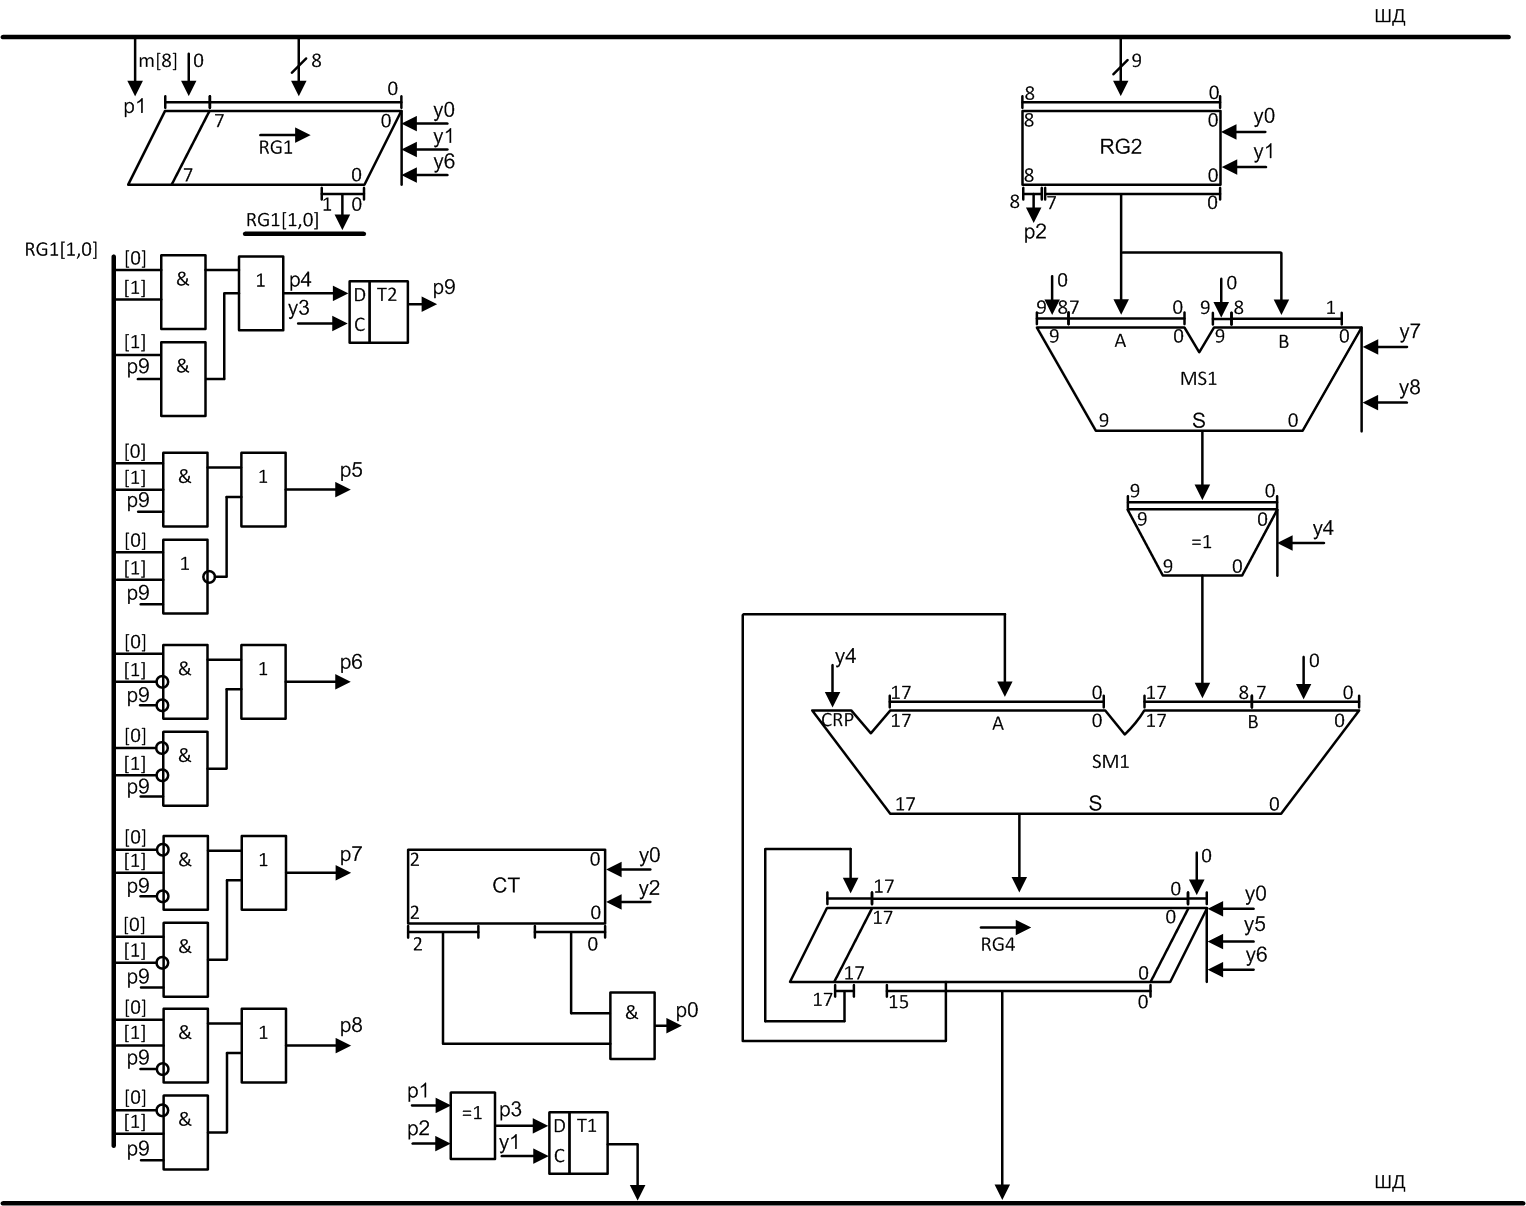 ШД
m[8] 0 8
p1 0
7 0
RG1
7 0
1 0
y0
y1
y6
RG1[1,0]
9
8 0
8 0
RG2
8 0
8 7 0
p2
y0
y1
RG1[1,0]
[0]
[1]
&
1
p4
y3
D T2
C
p9
[1]
p9
&
[0]
[1]
p9
&
1
p5
[0]
[1]
p9
1
[0]
[1]
p9
&
1
p6
[0]
[1]
p9
&
[0]
[1]
p9
&
1
p7
[0]
[1]
p9
&
[0]
[1]
p9
&
1
p8
[0]
[1]
p9
&
0 0
9 87 0 9 8 1
9 A 0 9 B 0
MS1
9 S 0
y7
y8
9 0
9 0
=1
9 0
y4
y4 0
17 0 17 8 7 0
CRP 17 A 0 17 B 0
SM1
17 S 0
0
17 0
17 0
RG4
17 0
17 15 0
y0
y5
y6
2 0
CT
2 0
2 0
y0
y2
&
p0
p1
p2
=1
p3
y1
D T1
C
ШД